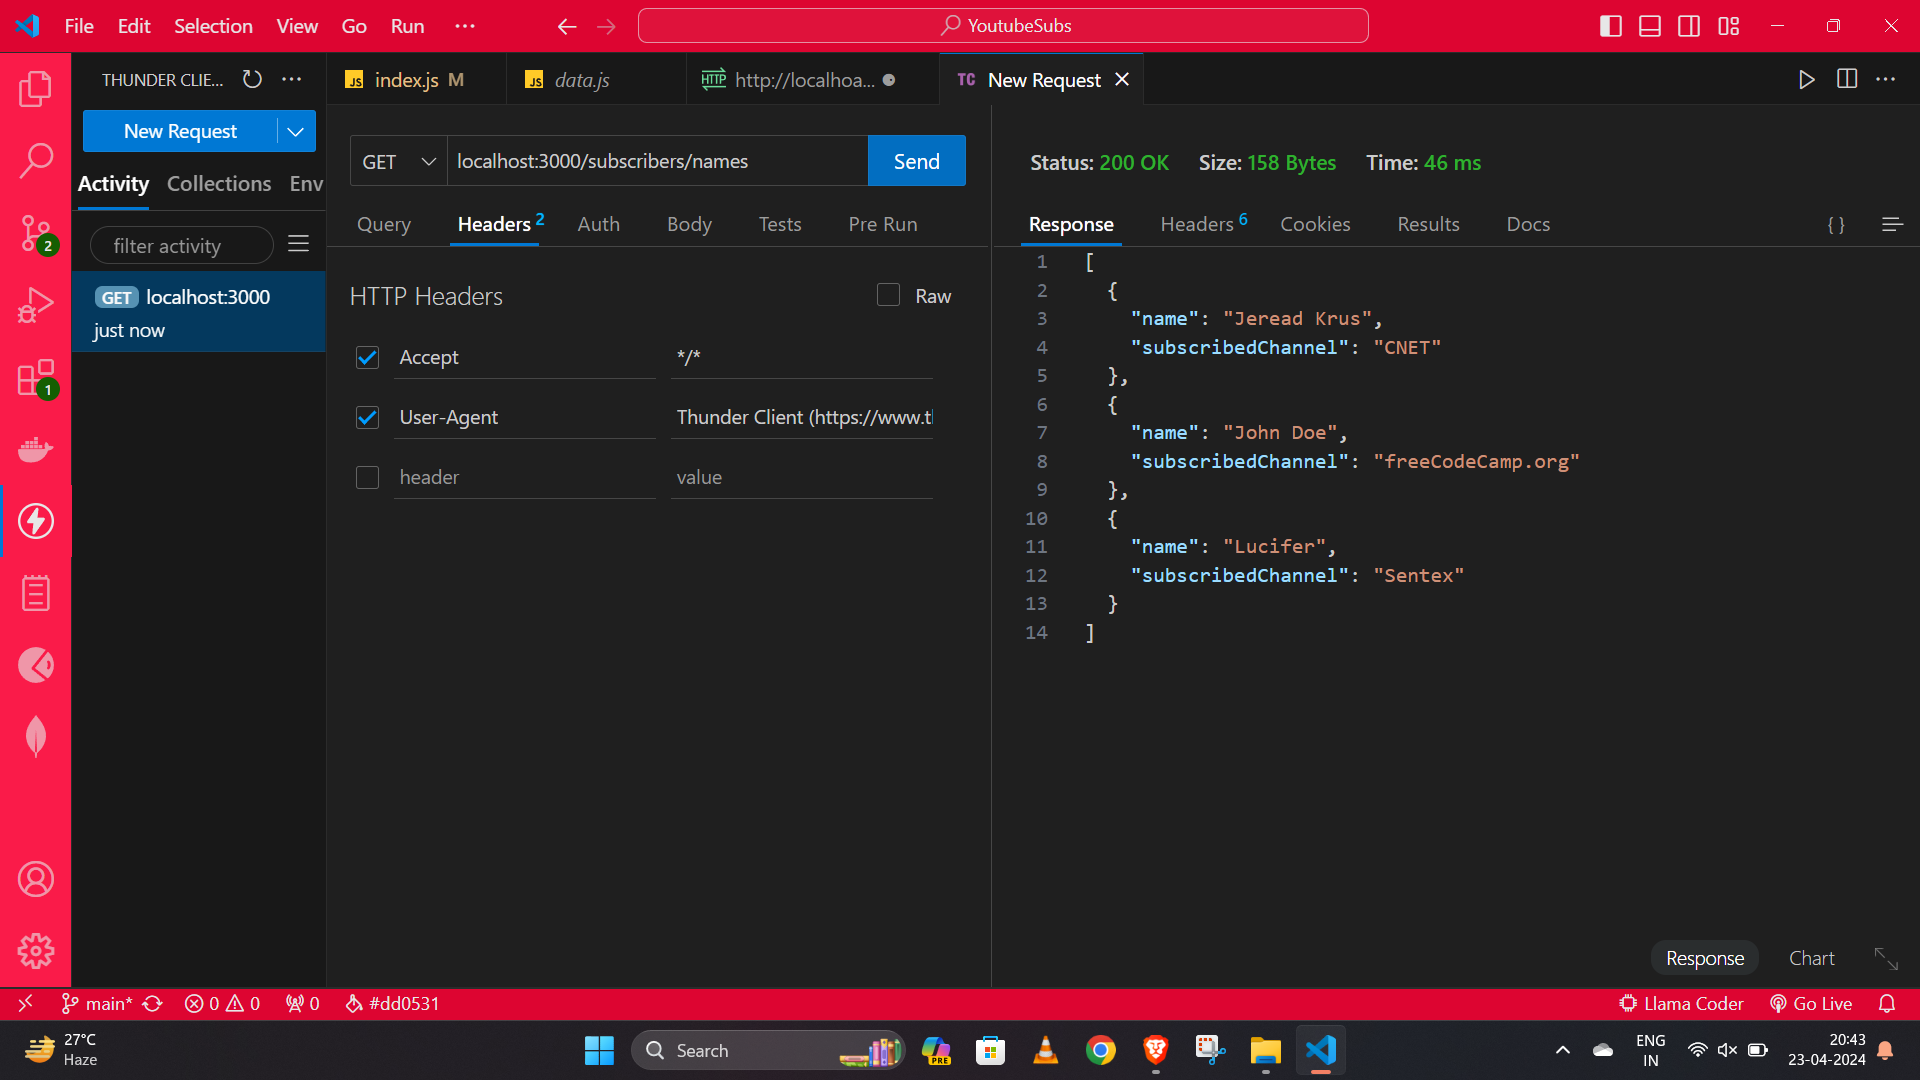 File Edit Selection View Go Run ··· YoutubeSubs
THUNDER CLIE... ···
index.js M
data.js
HTTP http://localhoa...
TC New Request
New Request
Activity Collections Env
filter activity
GET localhost:3000
just now
GET localhost:3000/subscribers/names Send
Query Headers 2 Auth Body Tests Pre Run
HTTP Headers Raw
Accept */*
User-Agent Thunder Client (https://www.tl
header value
Status: 200 OK Size: 158 Bytes Time: 46 ms
Response Headers 6 Cookies Results Docs { }
1 [
2 {
3 "name": "Jeread Krus",
4 "subscribedChannel": "CNET"
5 },
6 {
7 "name": "John Doe",
8 "subscribedChannel": "freeCodeCamp.org"
9 },
10 {
11 "name": "Lucifer",
12 "subscribedChannel": "Sentex"
13 }
14 ]
Response Chart
2
1
main* 0 0 0 #dd0531 Llama Coder Go Live
27°C
Haze
Search
PRE
ENG
IN
20:43
23-04-2024